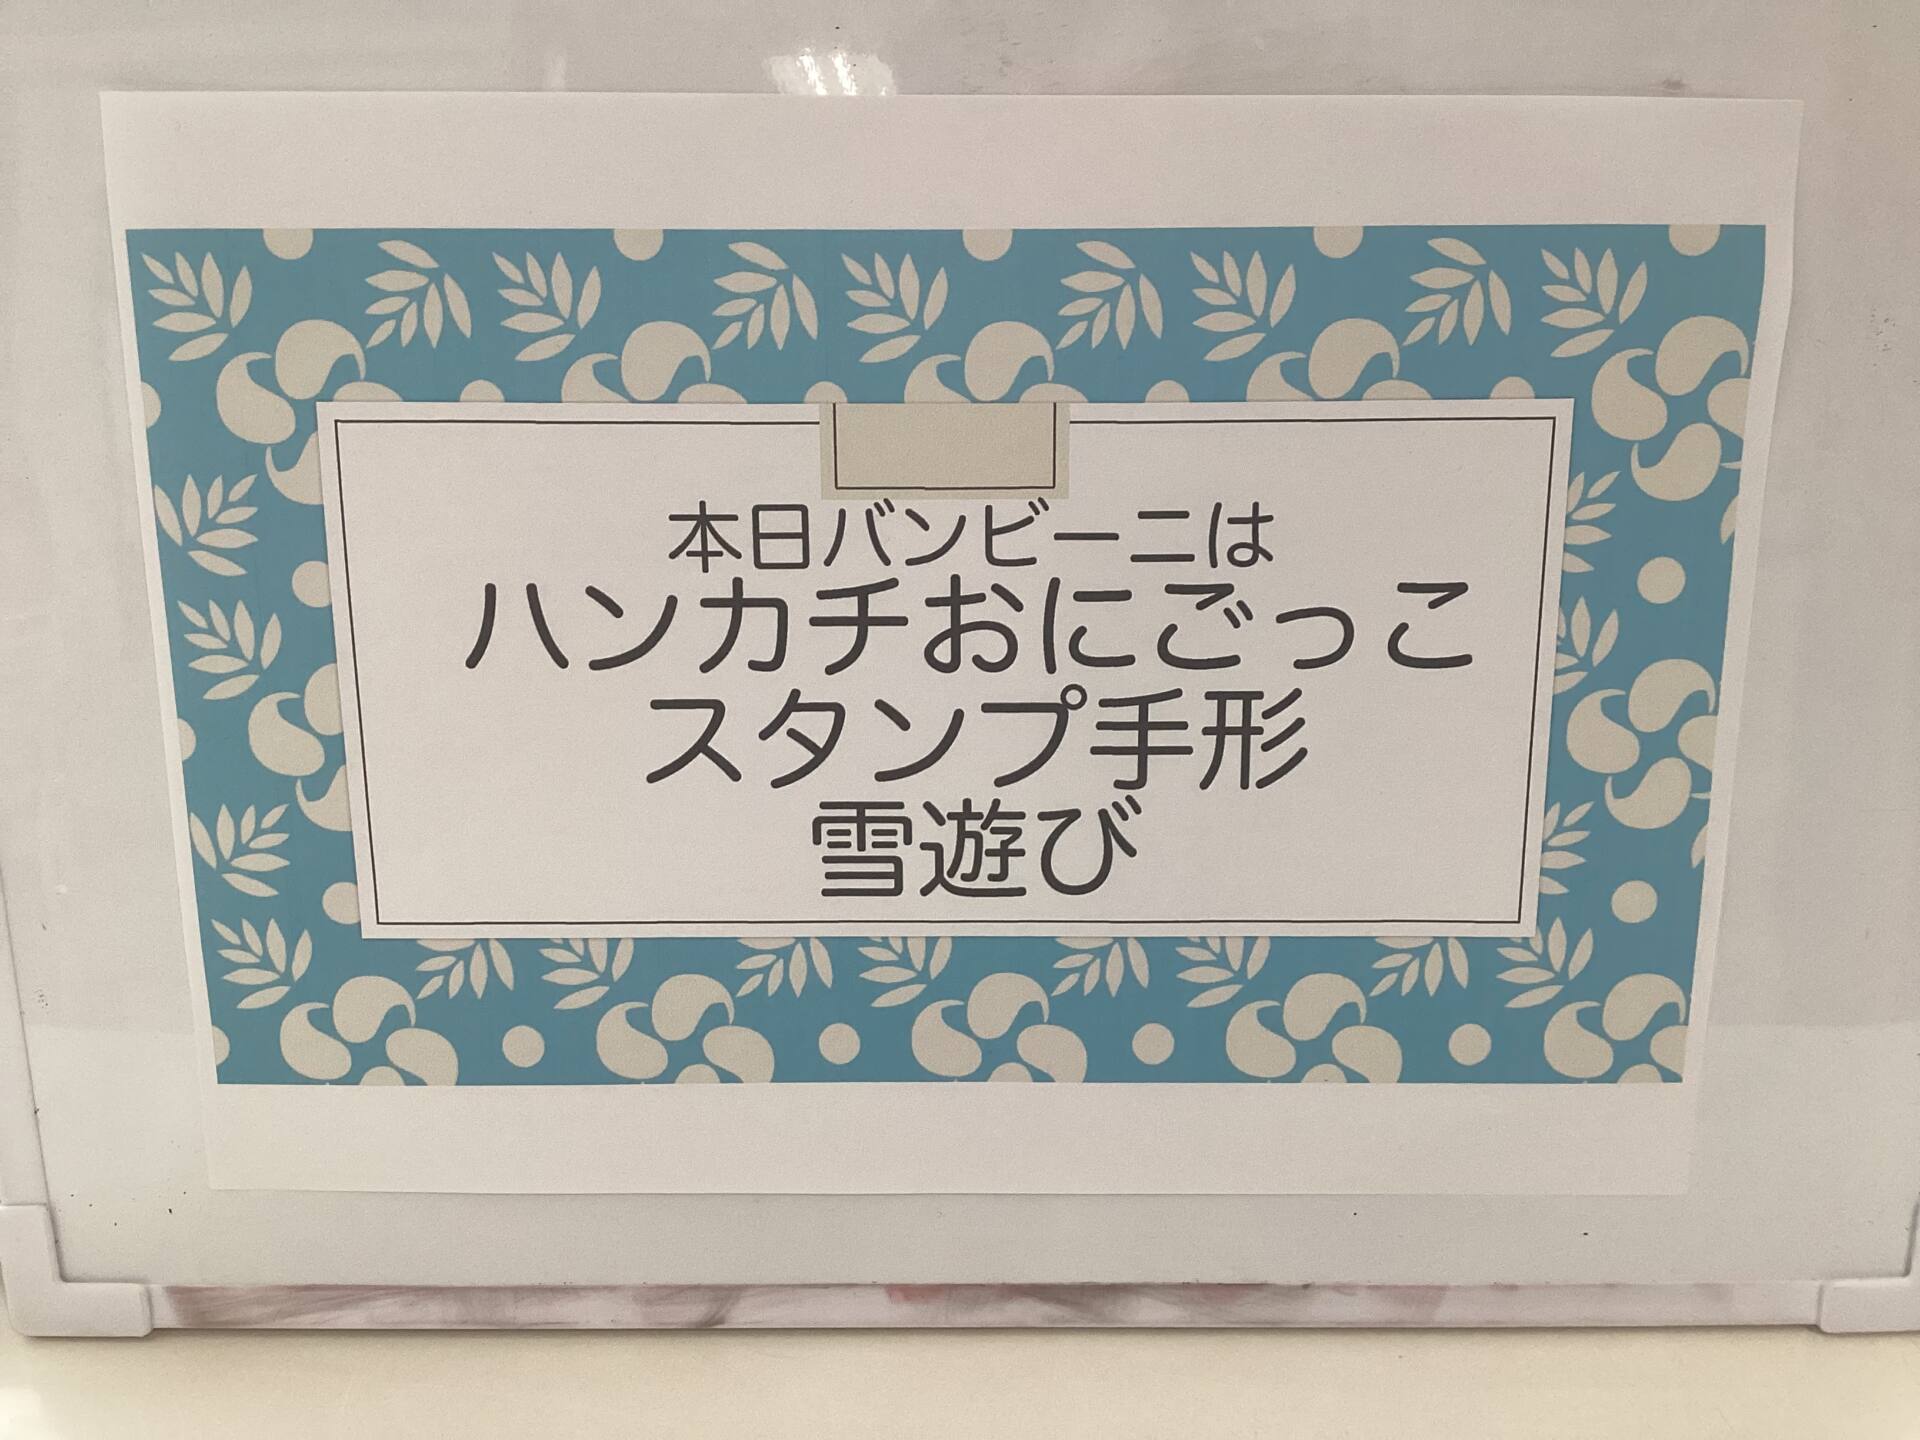 本日バンビーニは
ハンカチおにごっこ
スタンプ手形
雪遊び